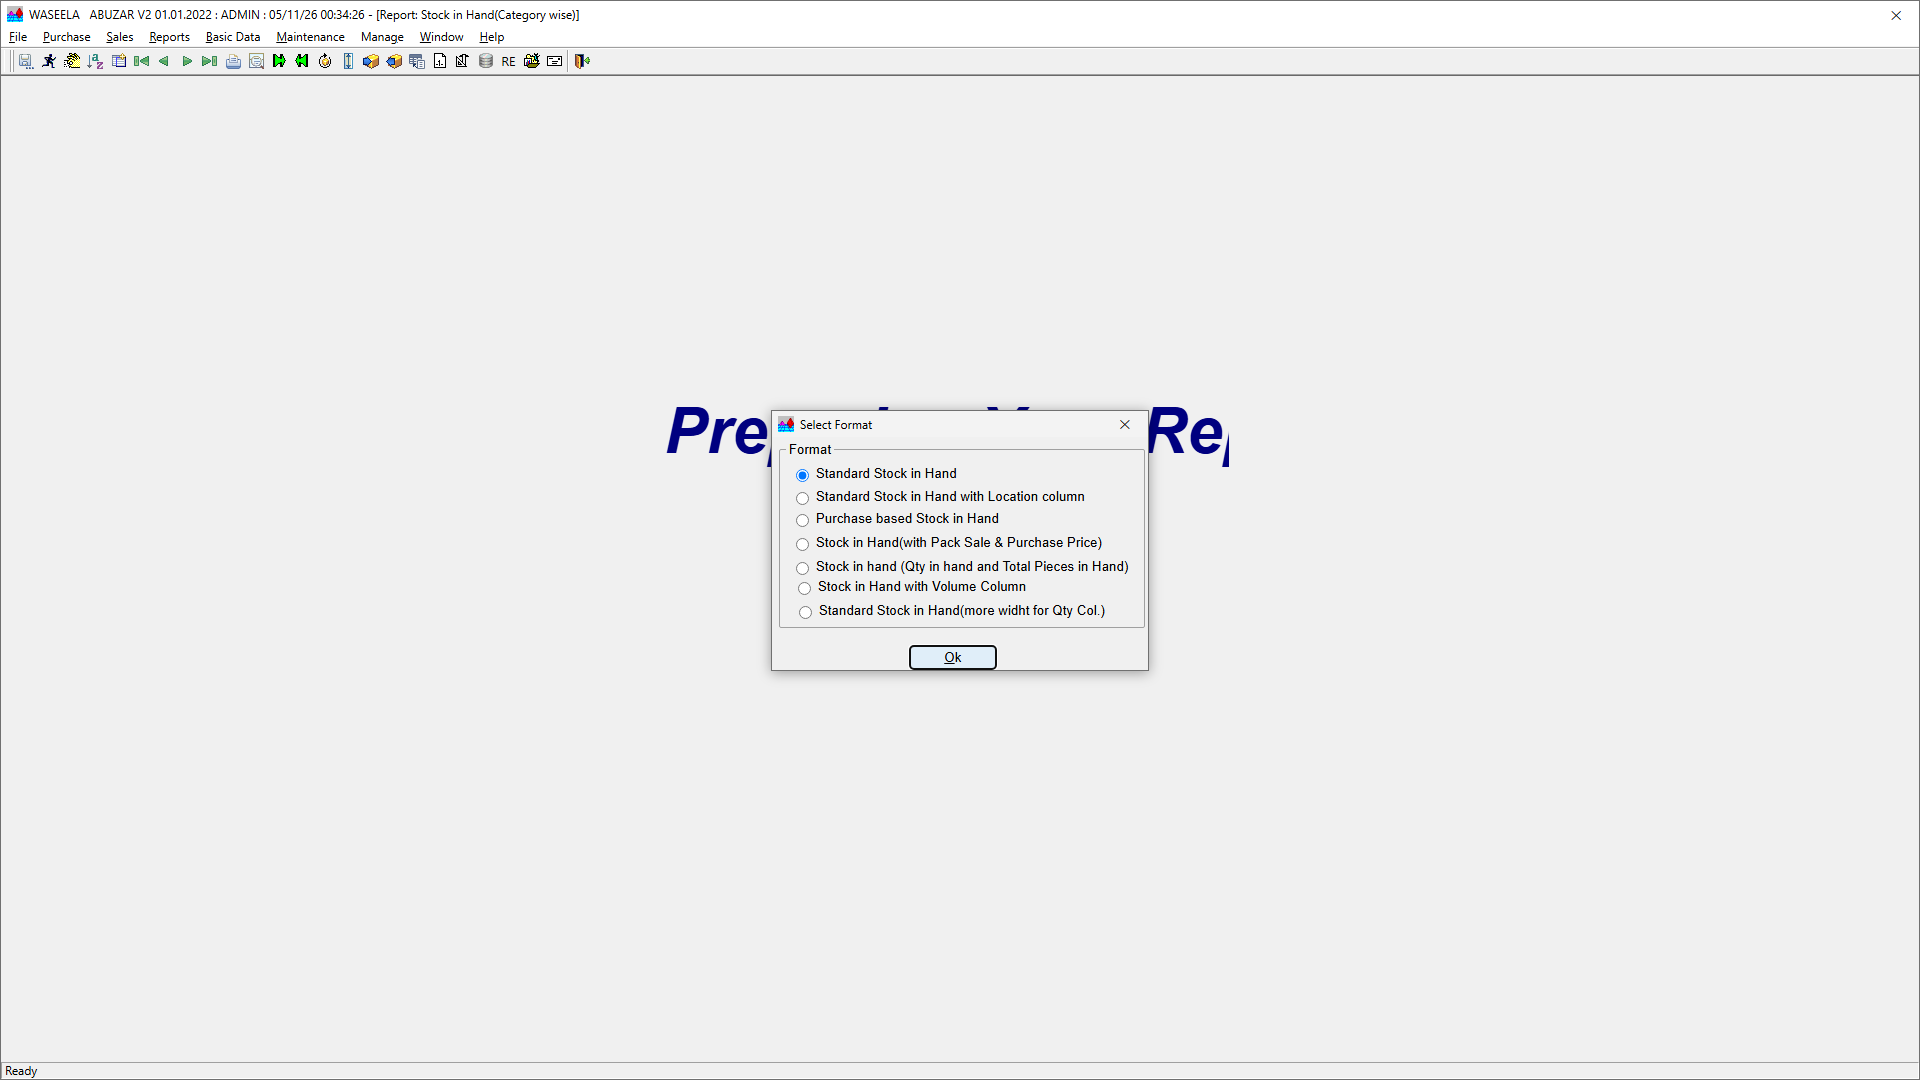 WASEELA ABUZAR V2 01.01.2022 : ADMIN : 05/11/26 00:34:26 - [Report: Stock in Hand(Category wise)]
File Purchase Sales Reports Basic Data Maintenance Manage Window Help
RE
Select Format
Format
Standard Stock in Hand
Standard Stock in Hand with Location column
Purchase based Stock in Hand
Stock in Hand(with Pack Sale & Purchase Price)
Stock in hand (Qty in hand and Total Pieces in Hand)
Stock in Hand with Volume Column
Standard Stock in Hand(more widht for Qty Col.)
Ok
Ready